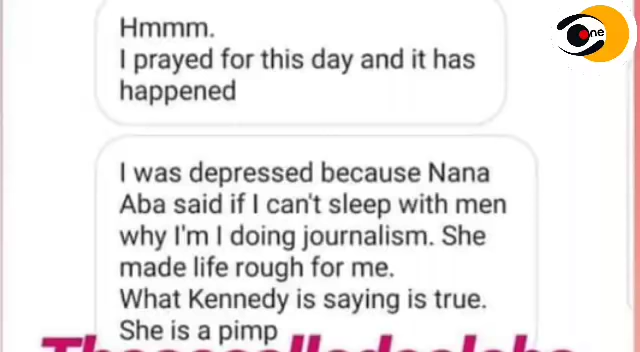 one
Hmmm.
I prayed for this day and it has
happened
I was depressed because Nana
Aba said if I can't sleep with men
why I'm I doing journalism. She
made life rough for me.
What Kennedy is saying is true.
She is a pimp